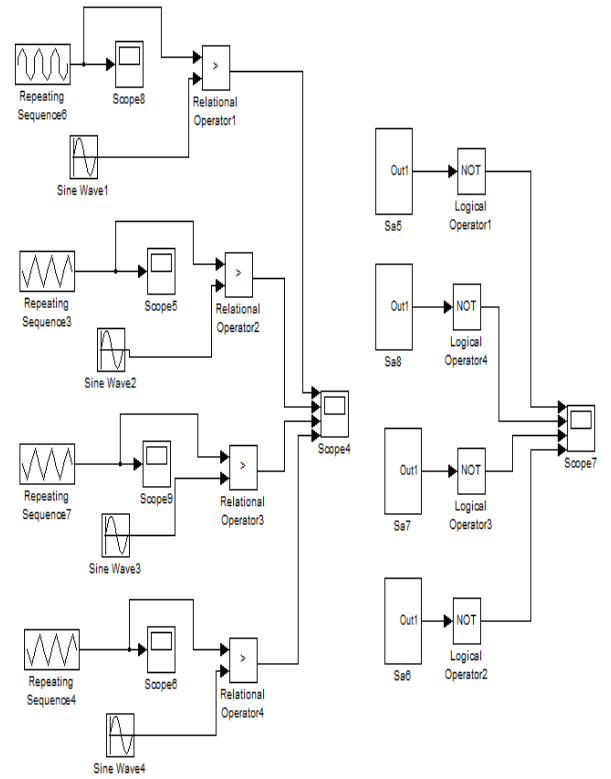 >
Repeating
Sequence6
Scope8
Relational
Operator1
Sine Wave1
Out1
NOT
Sa5
Logical
Operator1
>
Repeating
Sequence3
Scope5
Relational
Operator2
Sine Wave2
Out1
NOT
Sa8
Logical
Operator4
Scope4
Scope7
>
Repeating
Sequence7
Scope9
Relational
Operator3
Sine Wave3
Out1
NOT
Sa7
Logical
Operator3
>
Repeating
Sequence4
Scope6
Relational
Operator4
Sine Wave4
Out1
NOT
Sa6
Logical
Operator2